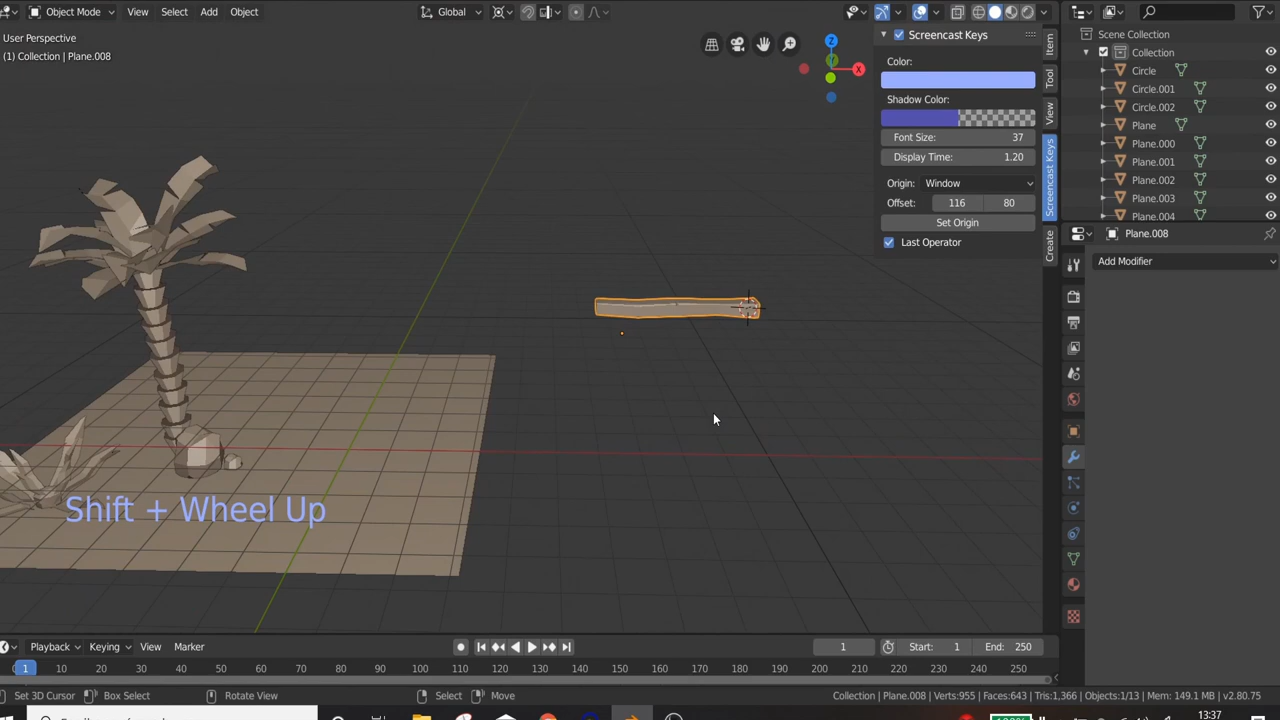 Object Mode View Select Add Object Global
User Perspective
(1) Collection | Plane.008
Z
X
Screencast Keys
Color:
Shadow Color:
Font Size: 37
Display Time: 1.20
Origin: Window
Offset: 116 80
Set Origin
Last Operator
Item
Tool
View
Screencast Keys
Create
Scene Collection
Collection
Circle
Circle.001
Circle.002
Plane
Plane.000
Plane.001
Plane.002
Plane.003
Plane.004
Plane.008
Add Modifier
Shift + Wheel Up
Playback Keying View Marker 1 Start: 1 End: 250
1 10 20 30 40 50 60 70 80 90 100 110 120 130 140 150 160 170 180 190 200 210 220 230 240 250
Set 3D Cursor Box Select Rotate View Select Move Collection | Plane.008 | Verts:955 | Faces:643 | Tris:1,366 | Objects:1/13 | Mem: 149.1 MB | v2.80.75
13:37